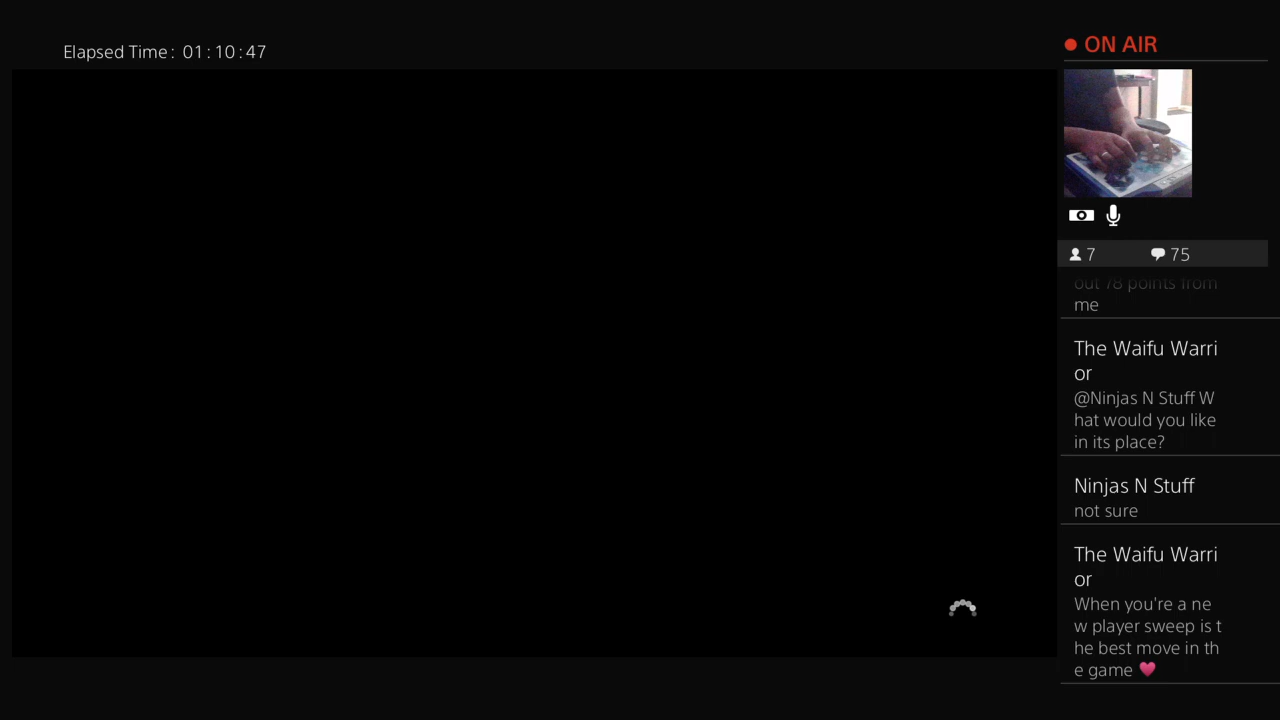 Elapsed Time: 01:10:47
ON AIR
7
75
out 78 points from
me
The Waifu Warri
or
@Ninjas N Stuff W
hat would you like
in its place?
Ninjas N Stuff
not sure
The Waifu Warri
or
When you're a ne
w player sweep is t
he best move in th
e game